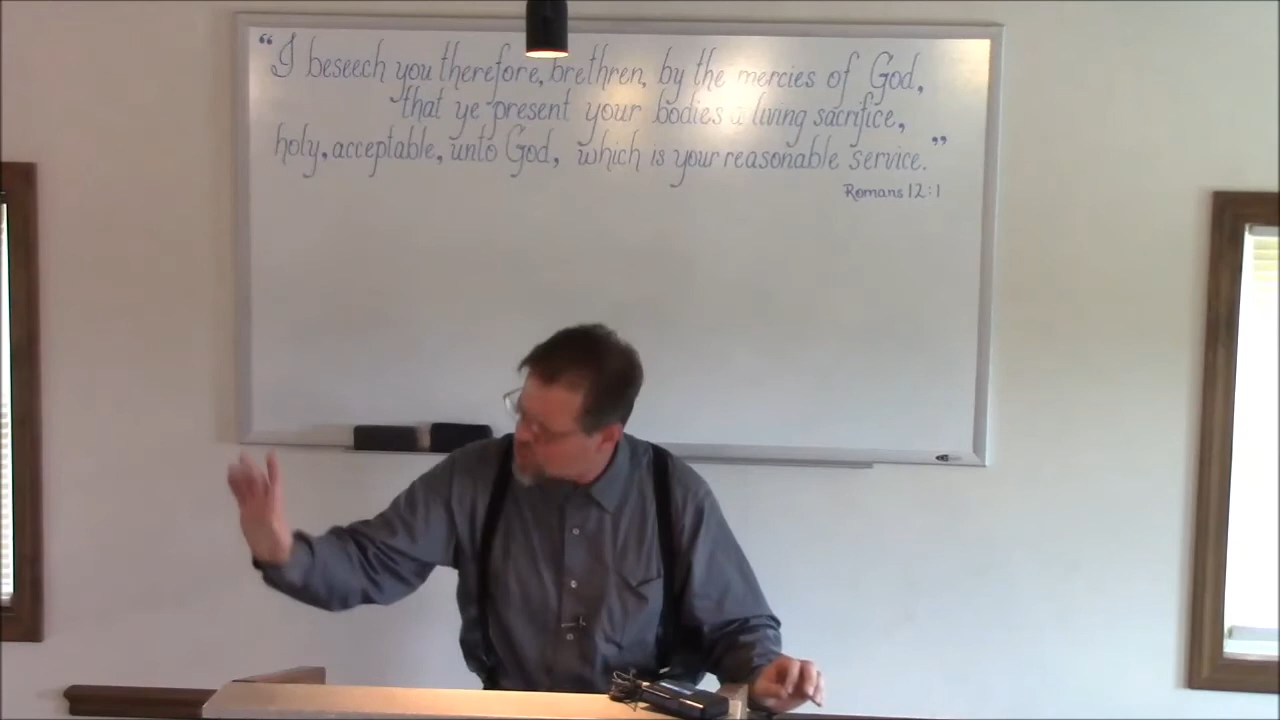 “I beseech you therefore, brethren, by the mercies of God,
that ye present your bodies a living sacrifice,
holy, acceptable, unto God, which is your reasonable service.”
Romans 12:1